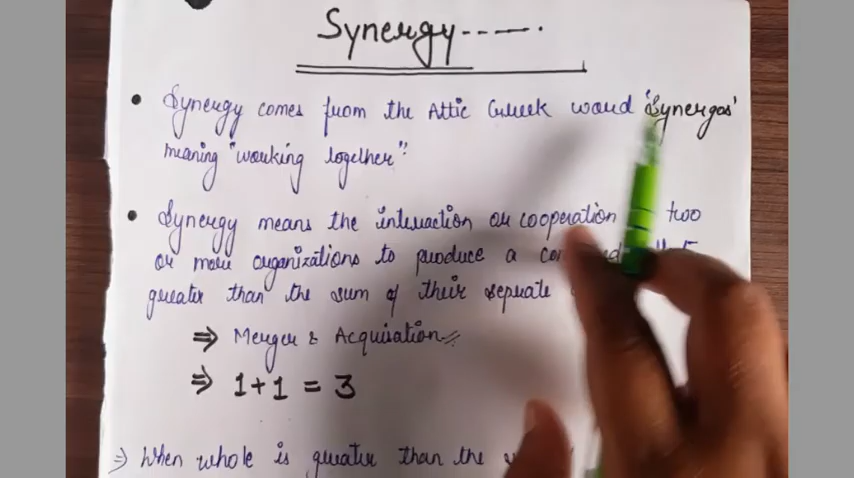 Synergy
• Synergy comes from the Attic Greek word 'Synergos'
meaning "working together".
• Synergy means the interaction or cooperation two
or more organizations to produce a
greater than the sum of their seprate
⇒ Merger & Acquisation
⇒ 1+1 = 3
⇒ When whole is greater than the